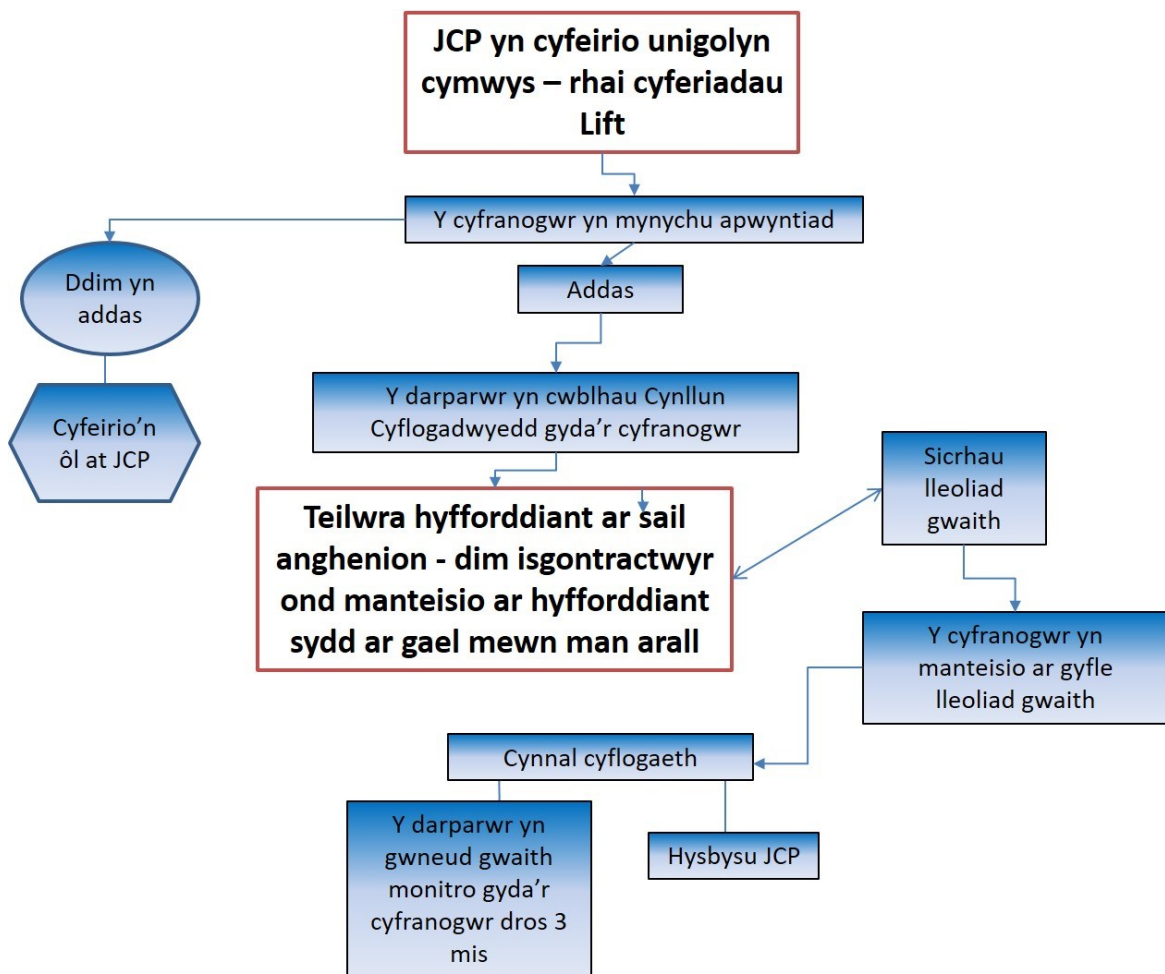 JCP yn cyfeirio unigolyn
cymwys – rhai cyferiadau
Lift
Y cyfranogwr yn mynychu apwyntiad
Ddim yn
addas
Addas
Cyfeirio’n
ôl at JCP
Y darparwr yn cwblhau Cynllun
Cyflogadwyedd gyda’r cyfranogwr
Teilwra hyfforddiant ar sail
anghenion - dim isgontractwyr
ond manteisio ar hyfforddiant
sydd ar gael mewn man arall
Sicrhau
lleoliad
gwaith
Y cyfranogwr yn
manteisio ar gyfle
lleoliad gwaith
Cynnal cyflogaeth
Y darparwr yn
gwneud gwaith
monitro gyda’r
cyfranogwr dros 3
mis
Hysbysu JCP